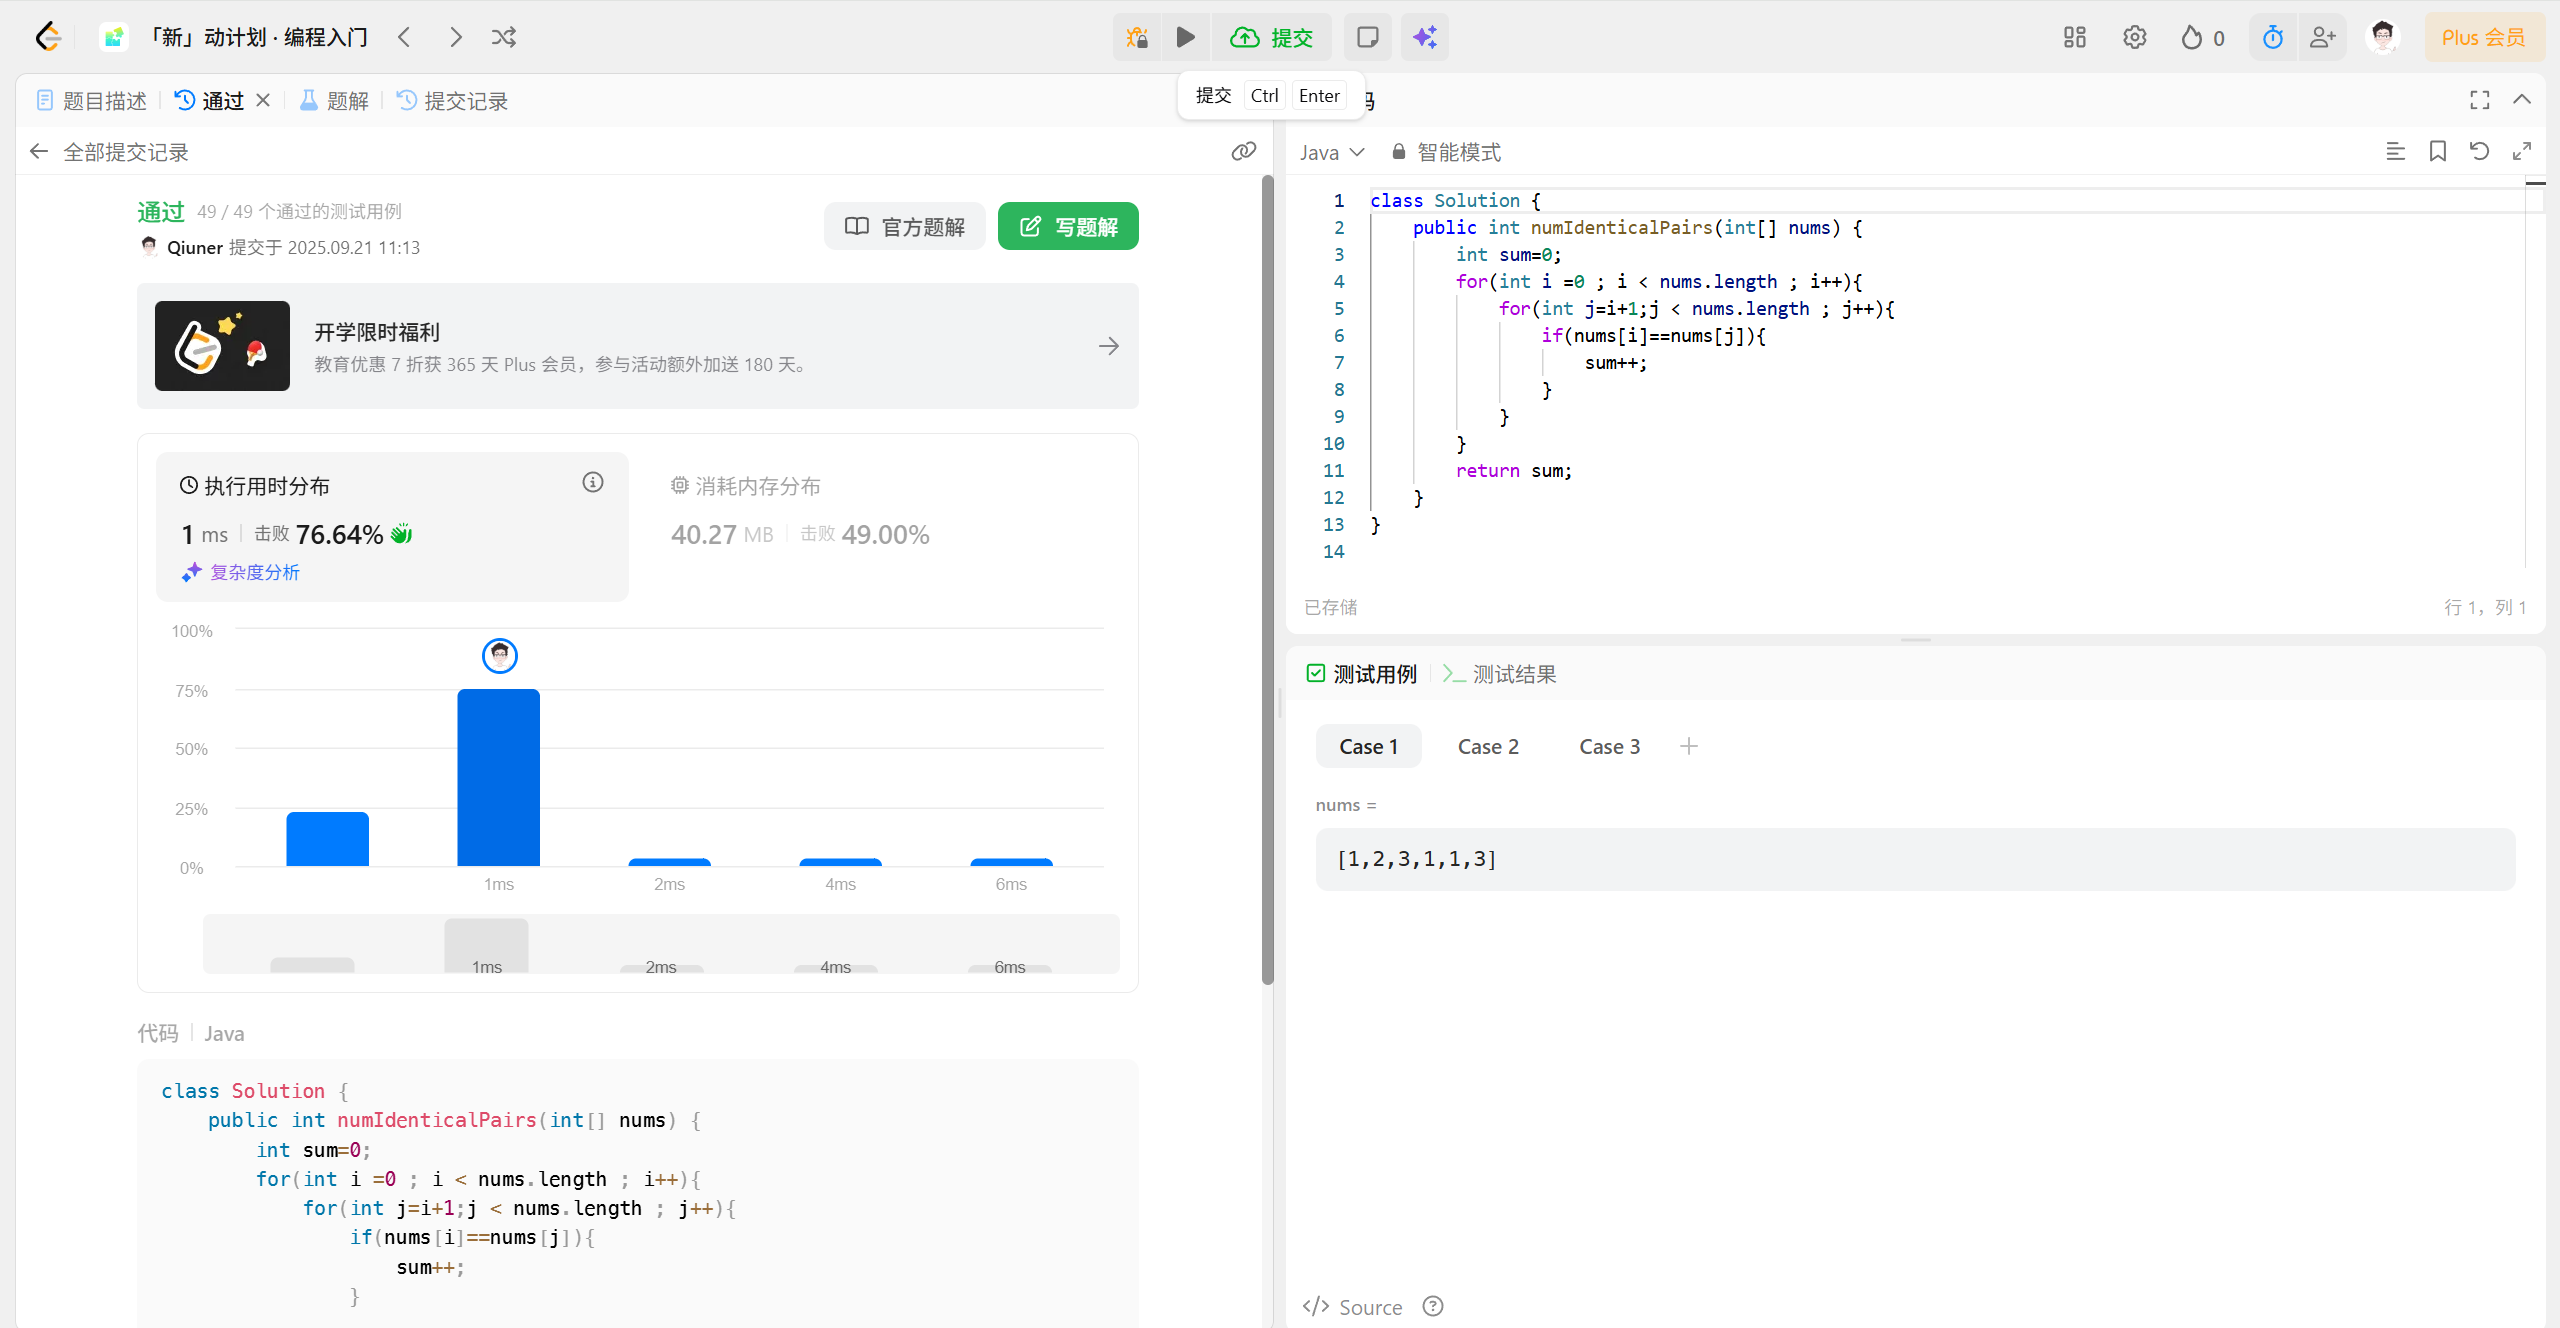 「新」动计划 · 编程入门
提交
0
Plus 会员
提交 Ctrl Enter
题目描述
通过
题解
提交记录
码
全部提交记录
通过 49 / 49 个通过的测试用例
Qiuner 提交于 2025.09.21 11:13
官方题解
写题解
开学限时福利
教育优惠 7 折获 365 天 Plus 会员，参与活动额外加送 180 天。
执行用时分布
1 ms 击败 76.64%
复杂度分析
消耗内存分布
40.27 MB 击败 49.00%
100%
75%
50%
25%
0%
1ms 2ms 4ms 6ms
1ms 2ms 4ms 6ms
代码 Java
class Solution {
    public int numIdenticalPairs(int[] nums) {
        int sum=0;
        for(int i =0 ; i < nums.length ; i++){
            for(int j=i+1;j < nums.length ; j++){
                if(nums[i]==nums[j]){
                    sum++;
                }
Java
智能模式
1 class Solution {
2     public int numIdenticalPairs(int[] nums) {
3         int sum=0;
4         for(int i =0 ; i < nums.length ; i++){
5             for(int j=i+1;j < nums.length ; j++){
6                 if(nums[i]==nums[j]){
7                     sum++;
8                 }
9             }
10         }
11         return sum;
12     }
13 }
14
已存储
行 1，列 1
测试用例
测试结果
Case 1 Case 2 Case 3
nums =
[1,2,3,1,1,3]
Source